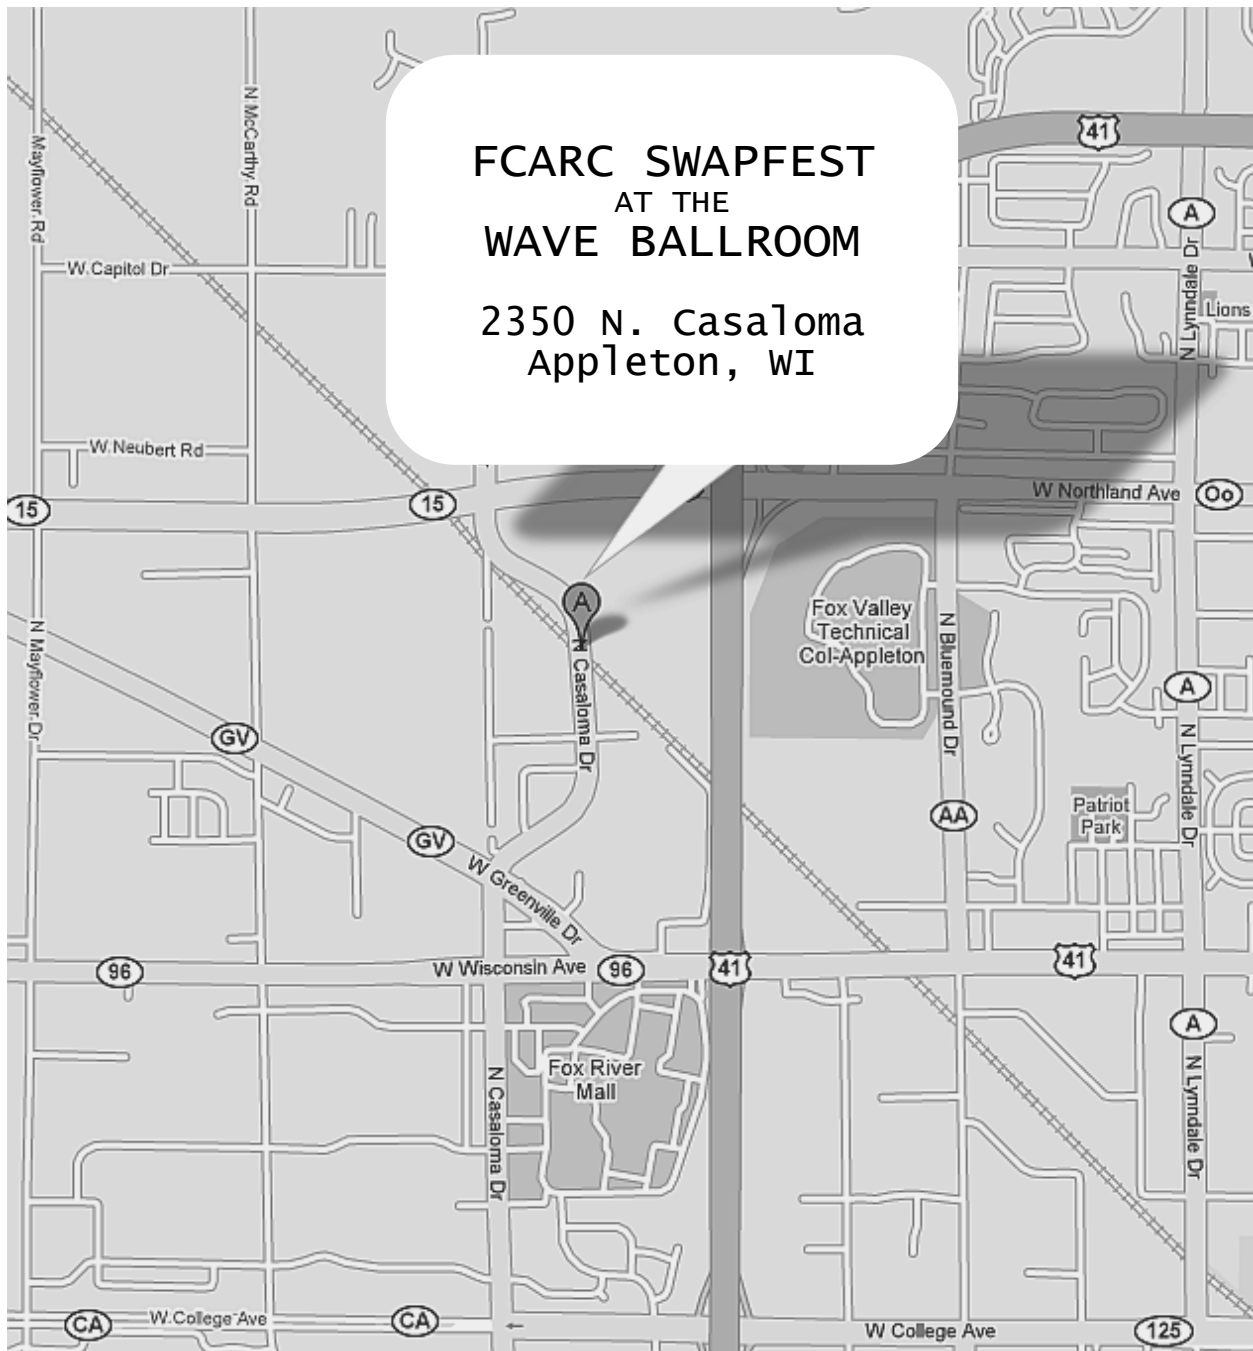 FCARC SWAPFEST
AT THE
WAVE BALLROOM
2350 N. Casaloma
Appleton, WI
41
N McCarthy Rd
Mayflower Rd
A
W Capitol Dr
N Lynndale Dr
Lions
W Neubert Rd
15
15
W Northland Ave
Oo
A
N Casaloma Dr
Fox Valley
Technical
Col-Appleton
N Bluemound Dr
N Mayflower Dr
A
GV
N Lynndale Dr
Patriot
Park
AA
GV
W Greenville Dr
96
W Wisconsin Ave
96
41
41
A
Fox River
Mall
N Casaloma Dr
N Lynndale Dr
CA
W College Ave
CA
←
W College Ave
125